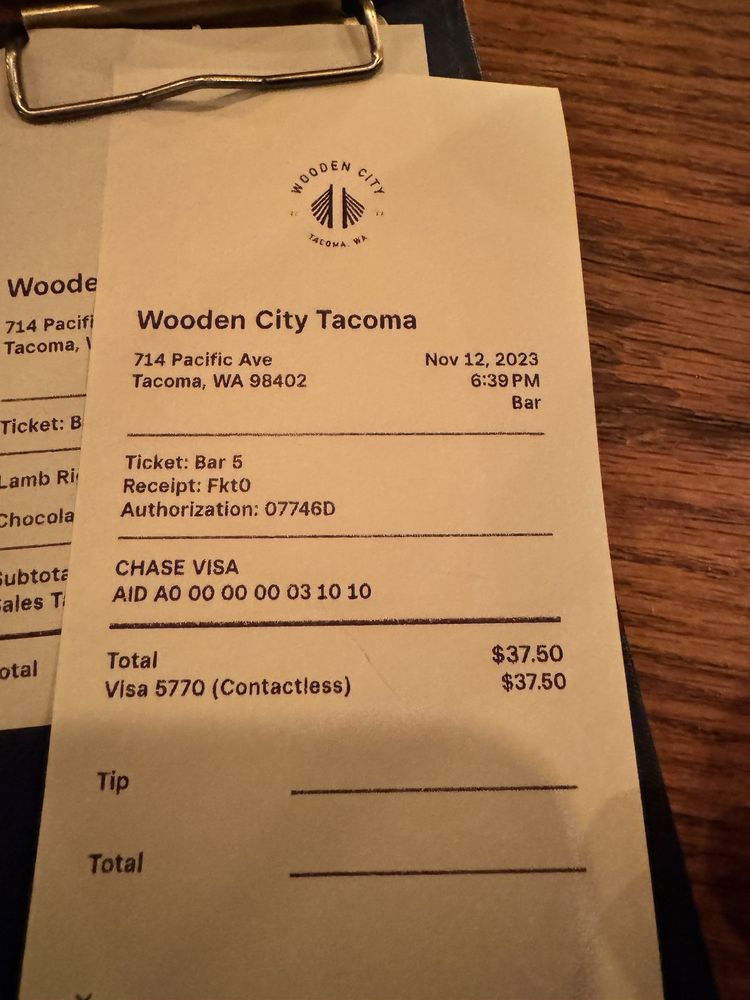 WOODEN CITY
TACOMA, WA
Wooden City Tacoma
714 Pacific Ave
Nov 12, 2023
Tacoma, WA 98402
6:39 PM
Bar
Ticket: Bar 5
Receipt: Fkt0
Authorization: 07746D
CHASE VISA
AID A0 00 00 00 03 10 10
Total $37.50
Visa 5770 (Contactless) $37.50
Tip
Total
X
Woode
714 Pacifi
Tacoma,
Ticket: B
Lamb Ri
Chocola
Subtota
Sales T
otal